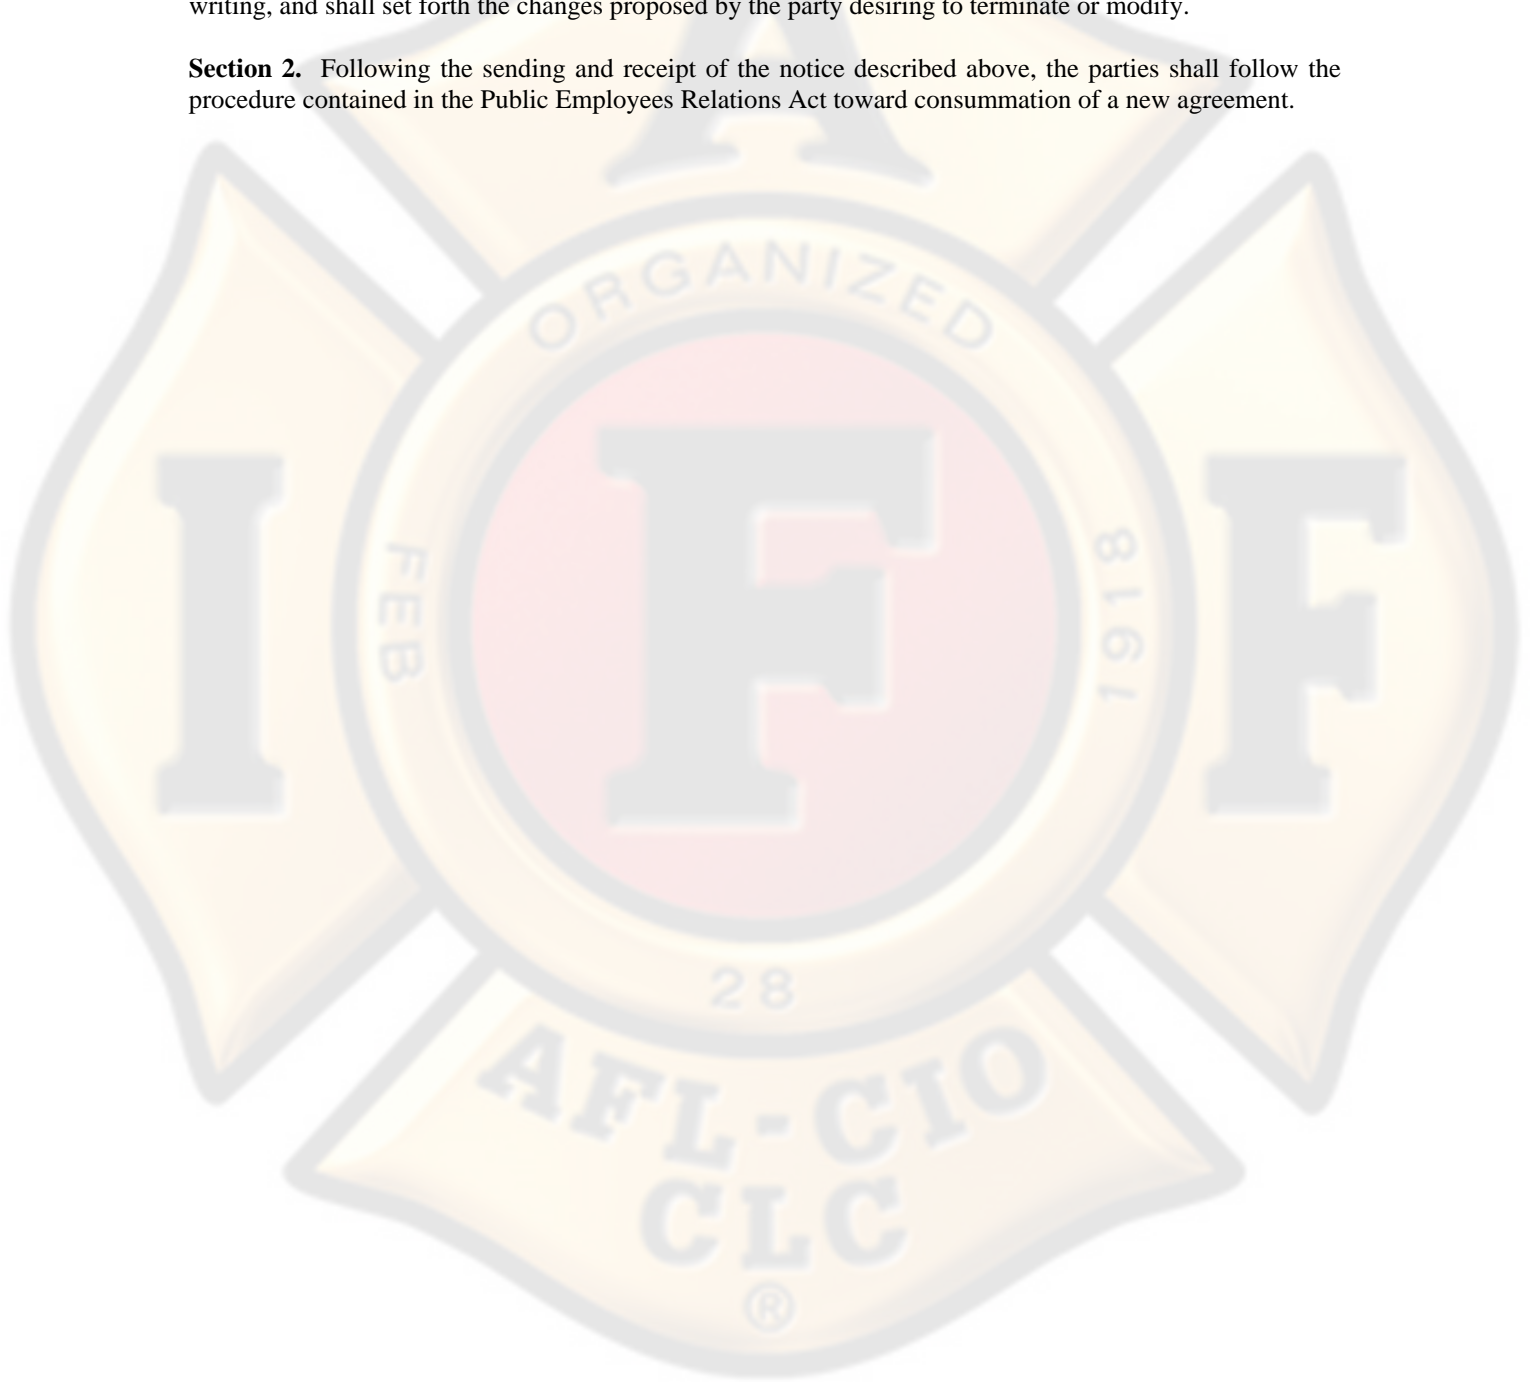 writing, and shall set forth the changes proposed by the party desiring to terminate or modify.
Section 2. Following the sending and receipt of the notice described above, the parties shall follow the
procedure contained in the Public Employees Relations Act toward consummation of a new agreement.
A
ORGANIZED
I
F
F
FEB
1918
28
AFL-CIO
CLC
®